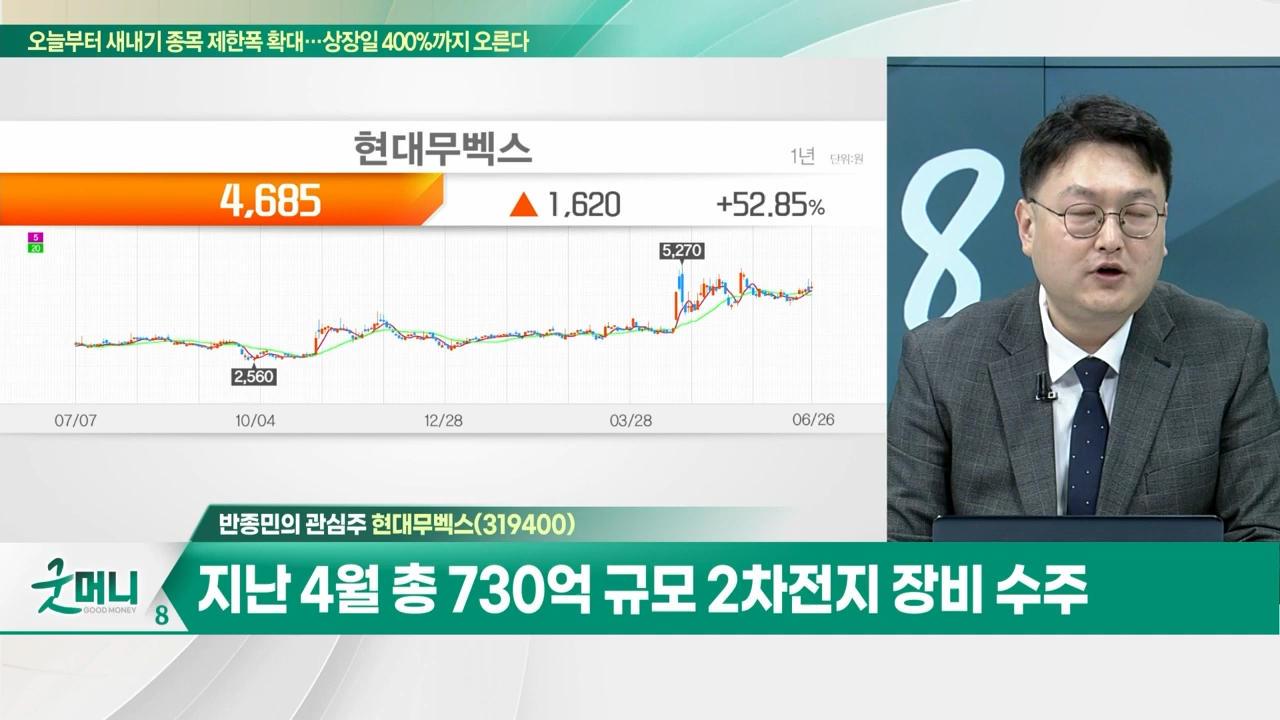 오늘부터 새내기 종목 제한폭 확대…상장일 400%까지 오른다
현대무벡스
1년 단위:원
4,685 ▲ 1,620 +52.85%
5
20
5,270
2,560
07/07 10/04 12/28 03/28 06/26
8
반종민의 관심주 현대무벡스(319400)
굿머니
GOOD MONEY
8
지난 4월 총 730억 규모 2차전지 장비 수주